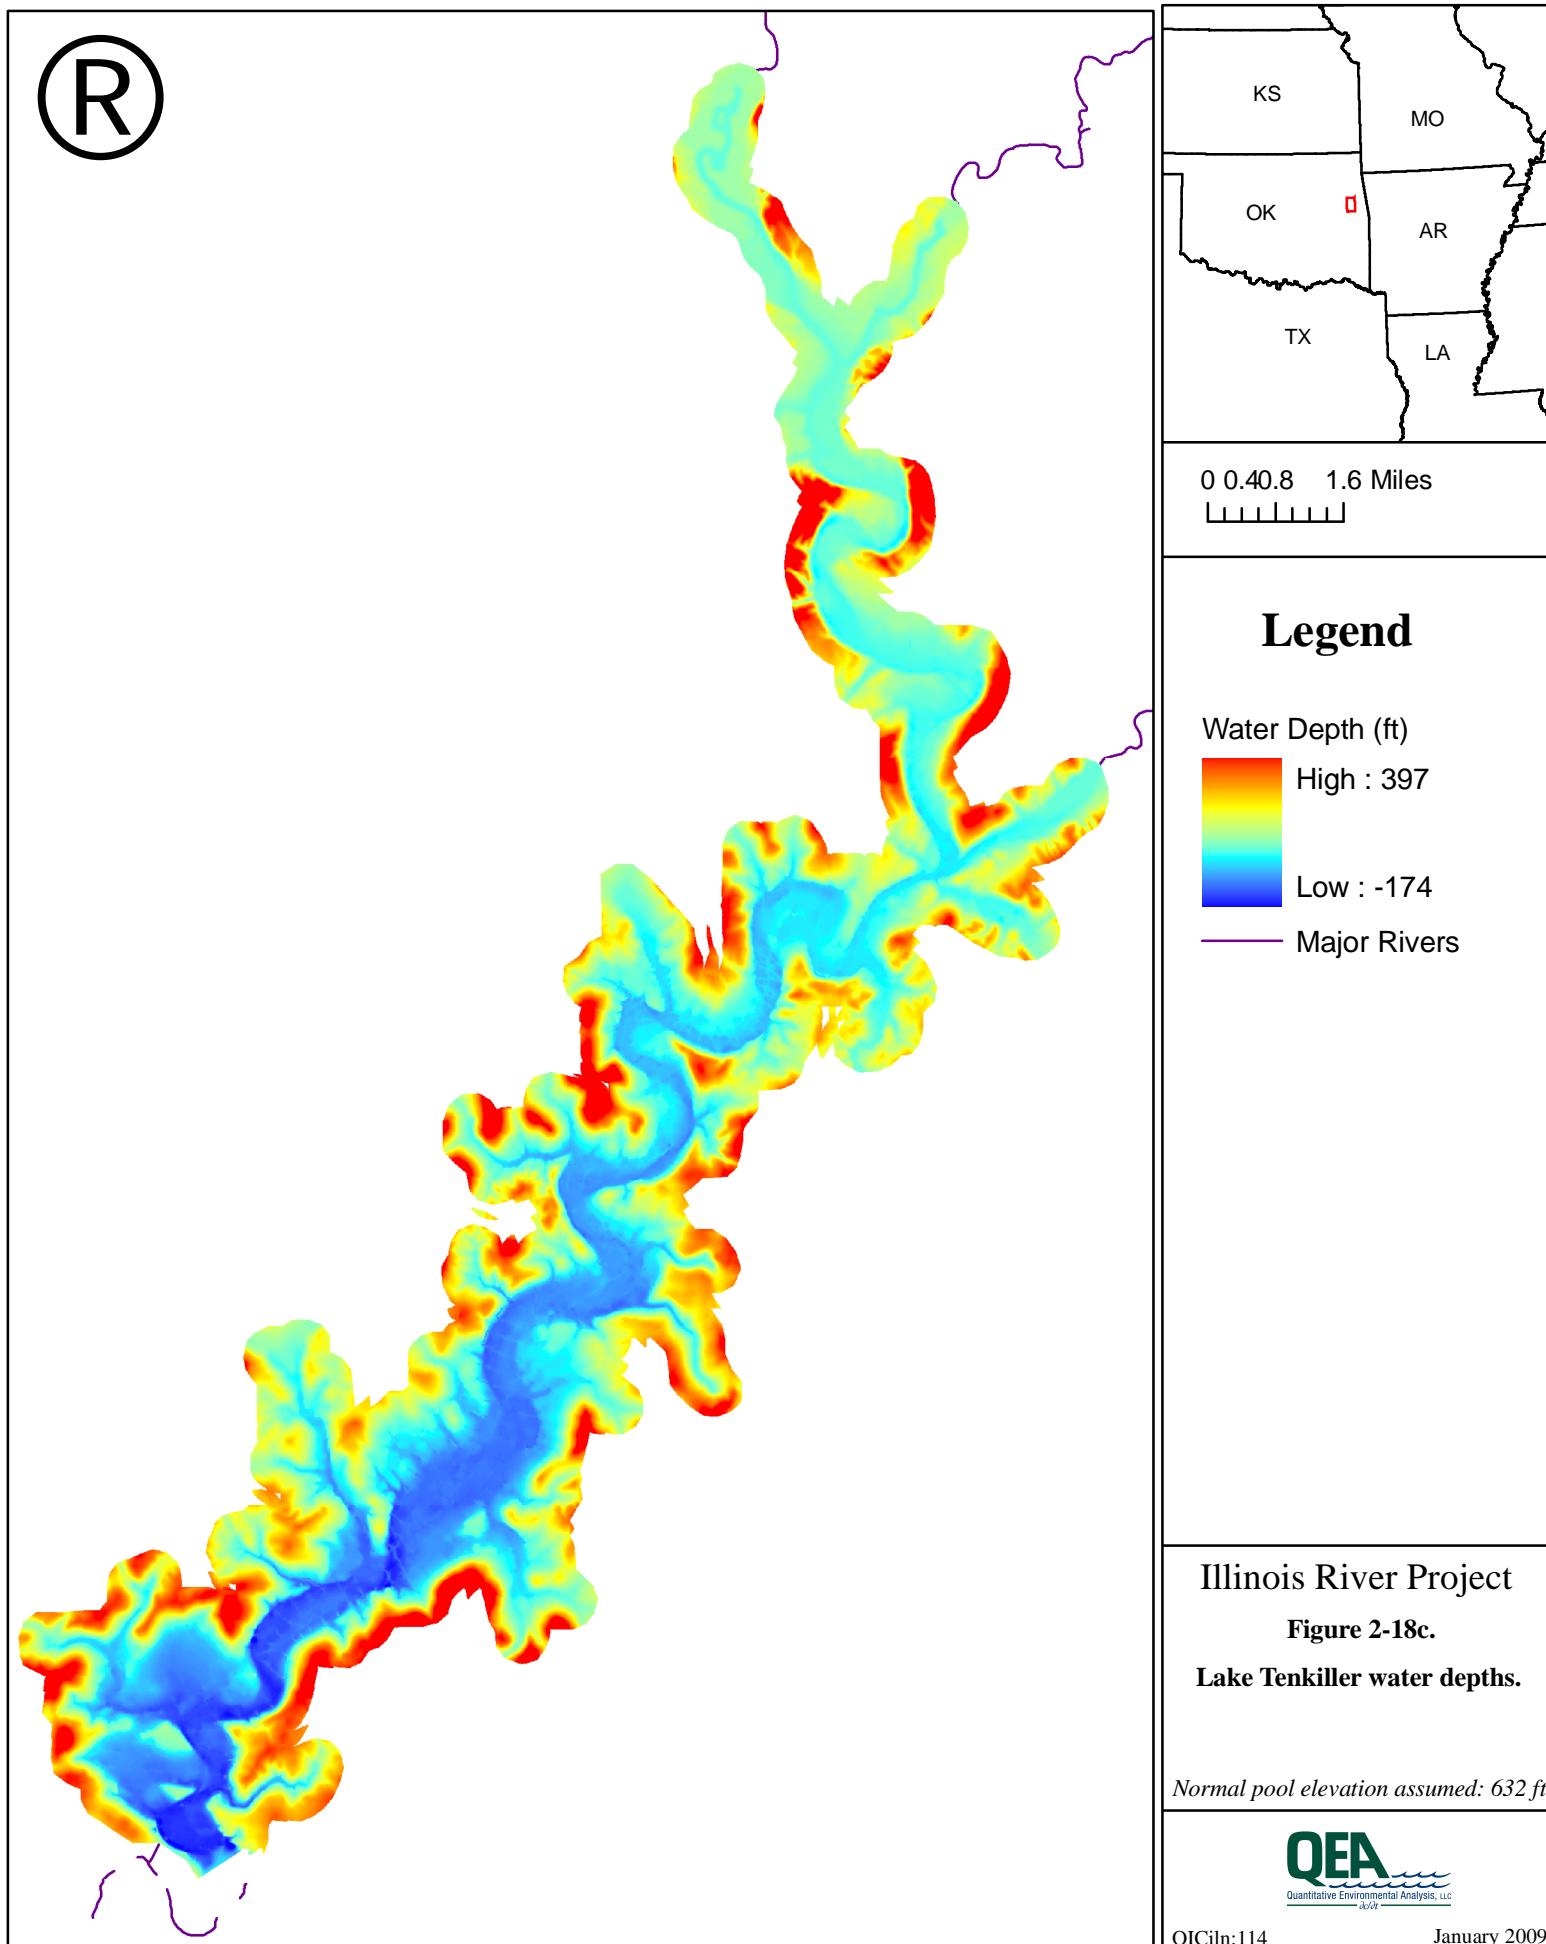 R
KS
MO
OK
AR
TX
LA
0 0.40.8 1.6 Miles
Legend
Water Depth (ft)
High : 397
Low : -174
Major Rivers
Illinois River Project
Figure 2-18c.
Lake Tenkiller water depths.
Normal pool elevation assumed: 632 ft
QEA
Quantitative Environmental Analysis, LLC
∂c/∂t
January 2009